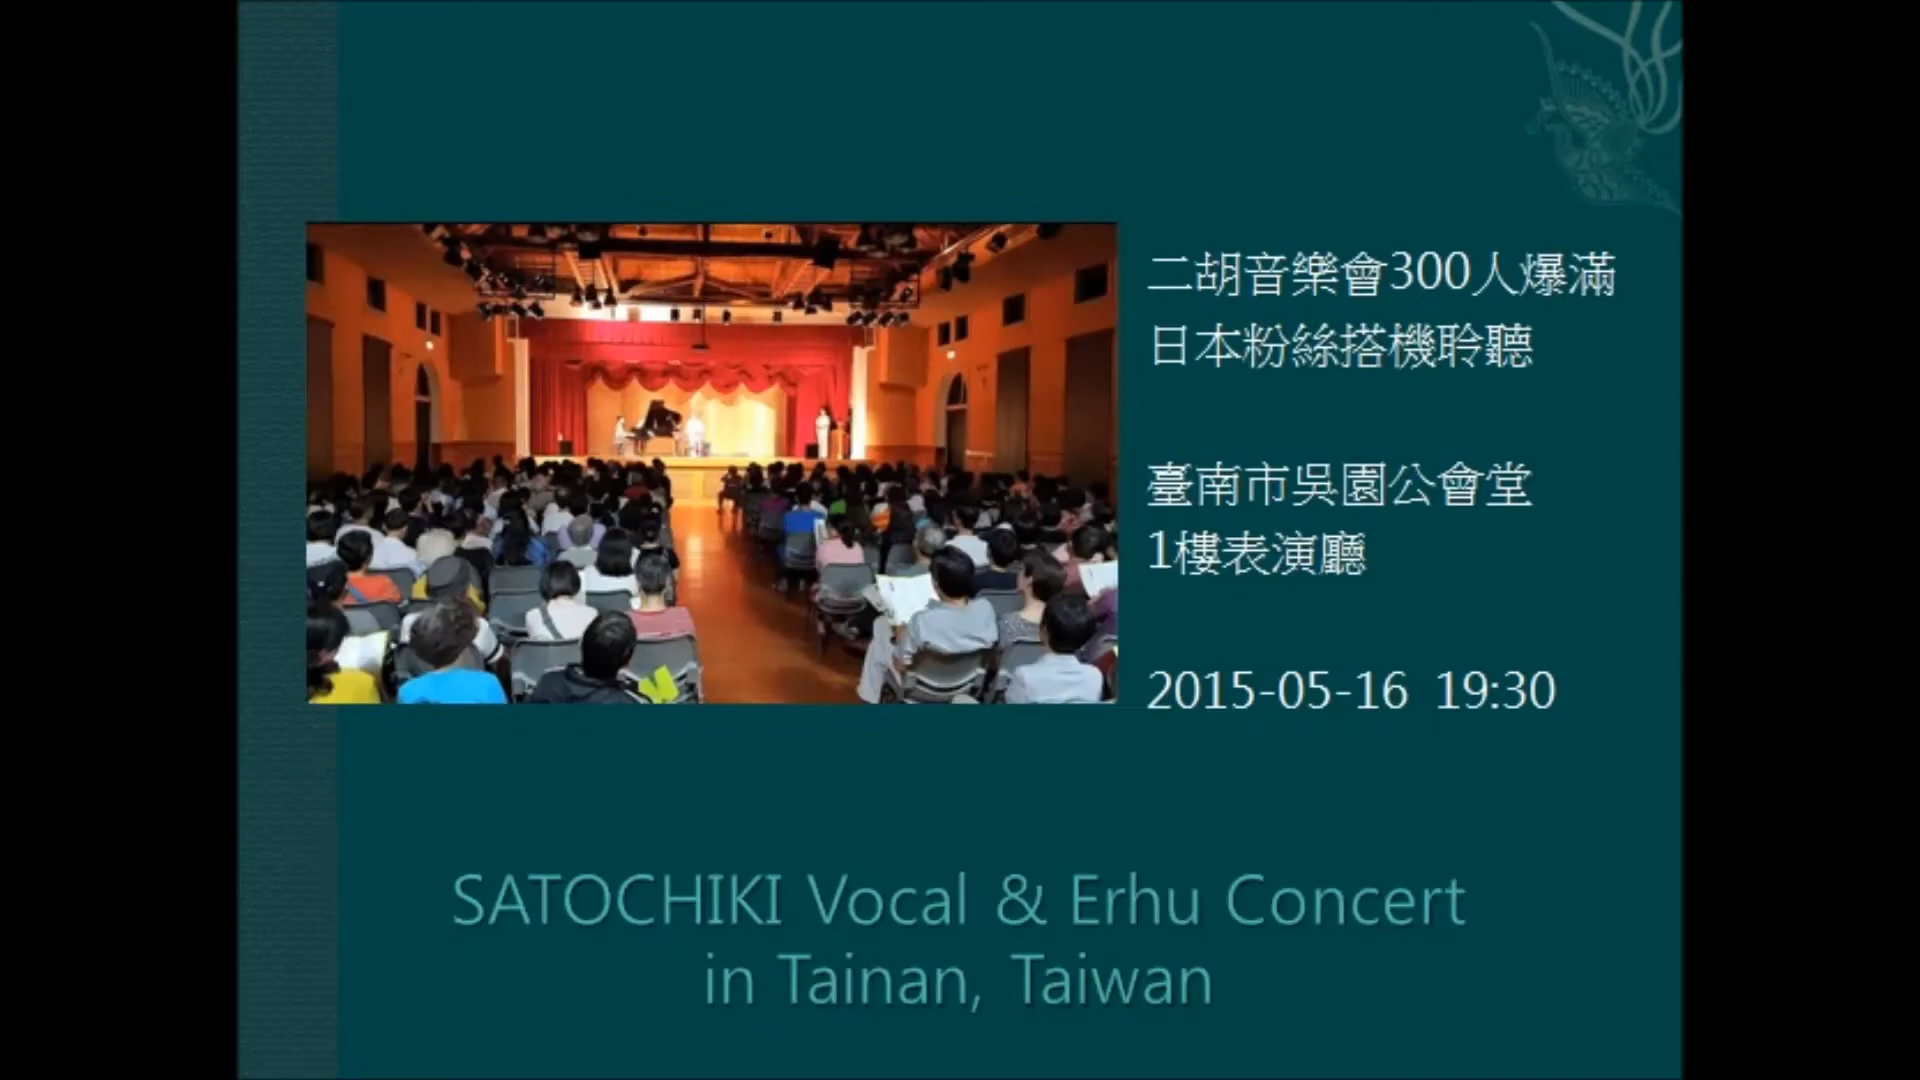 二胡音樂會300人爆滿
日本粉絲搭機聆聽
臺南市吳園公會堂
1樓表演廳
2015-05-16 19:30
SATOCHIKI Vocal & Erhu Concert
in Tainan, Taiwan